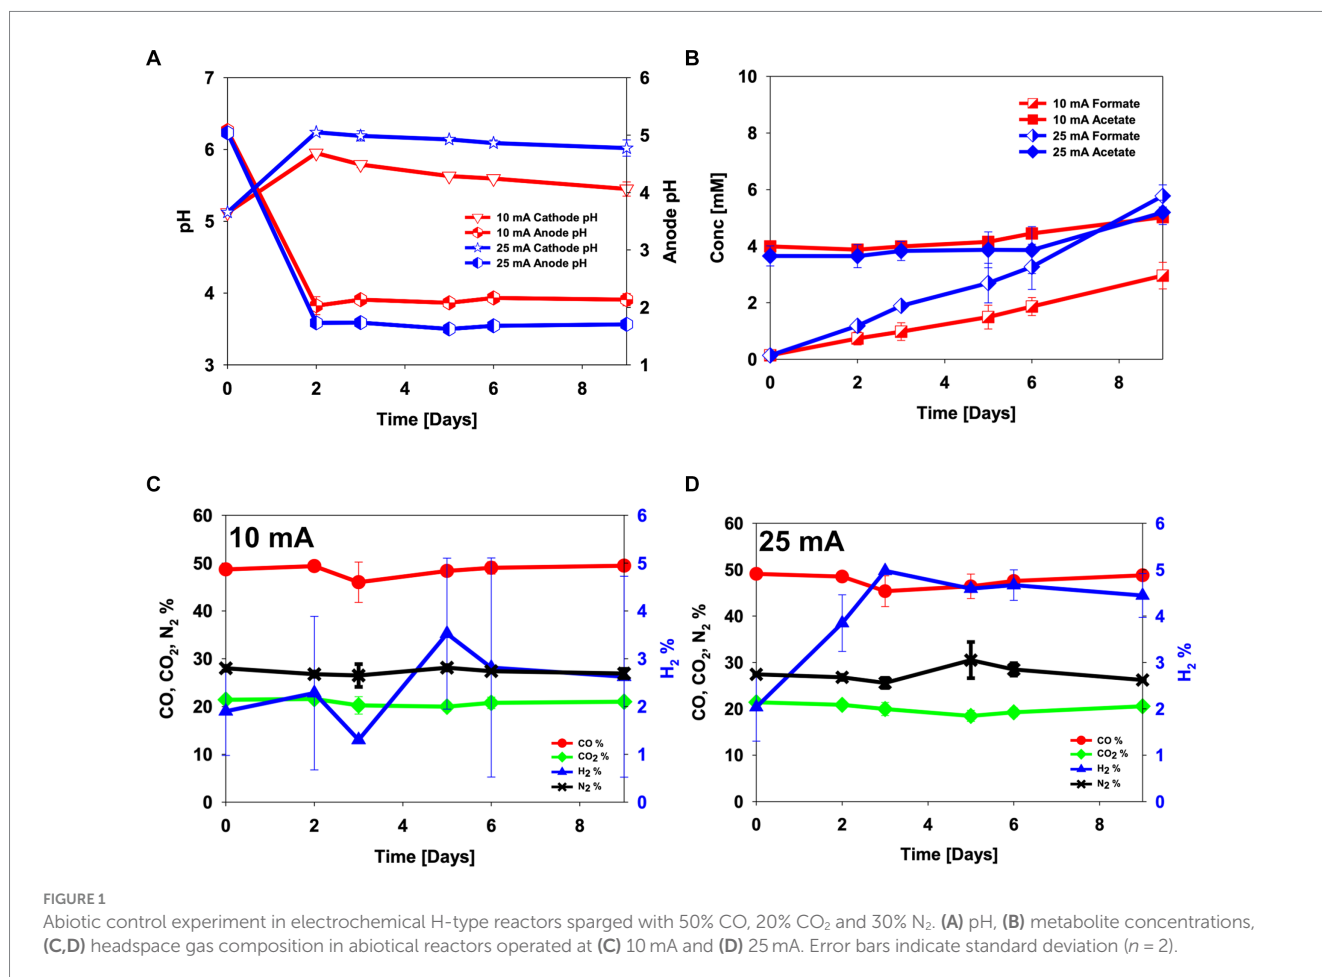 A
7
6
5
4
3
pH
6
5
4
3
2
1
Anode pH
10 mA Cathode pH
10 mA Anode pH
25 mA Cathode pH
25 mA Anode pH
0 2 4 6 8
Time [Days]
B
10
8
6
4
2
0
Conc [mM]
10 mA Formate
10 mA Acetate
25 mA Formate
25 mA Acetate
0 2 4 6 8
Time [Days]
C
10 mA
60
50
40
30
20
10
0
CO, CO₂, N₂ %
6
5
4
3
2
1
0
H₂ %
CO %
CO₂ %
H₂ %
N₂ %
0 2 4 6 8
Time [Days]
D
25 mA
60
50
40
30
20
10
0
CO, CO₂, N₂ %
6
5
4
3
2
1
0
H₂ %
CO %
CO₂ %
H₂ %
N₂ %
0 2 4 6 8
Time [Days]
FIGURE 1
Abiotic control experiment in electrochemical H-type reactors sparged with 50% CO, 20% CO₂ and 30% N₂. (A) pH, (B) metabolite concentrations,
(C,D) headspace gas composition in abiotical reactors operated at (C) 10 mA and (D) 25 mA. Error bars indicate standard deviation (n = 2).